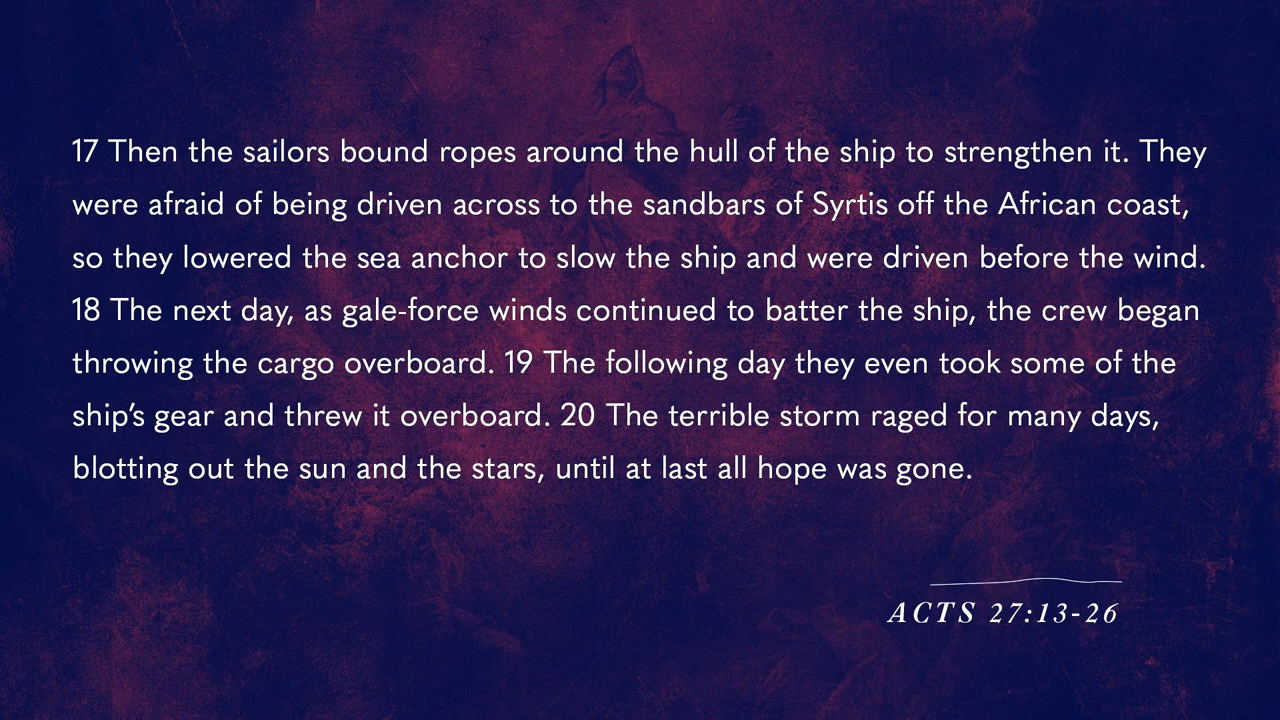 17 Then the sailors bound ropes around the hull of the ship to strengthen it. They
were afraid of being driven across to the sandbars of Syrtis off the African coast,
so they lowered the sea anchor to slow the ship and were driven before the wind.
18 The next day, as gale-force winds continued to batter the ship, the crew began
throwing the cargo overboard. 19 The following day they even took some of the
ship’s gear and threw it overboard. 20 The terrible storm raged for many days,
blotting out the sun and the stars, until at last all hope was gone.
ACTS 27:13-26